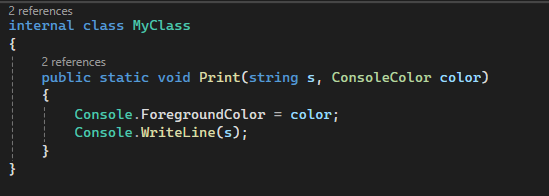 2 references
internal class MyClass
{
2 references
public static void Print(string s, ConsoleColor color)
{
Console.ForegroundColor = color;
Console.WriteLine(s);
}
}